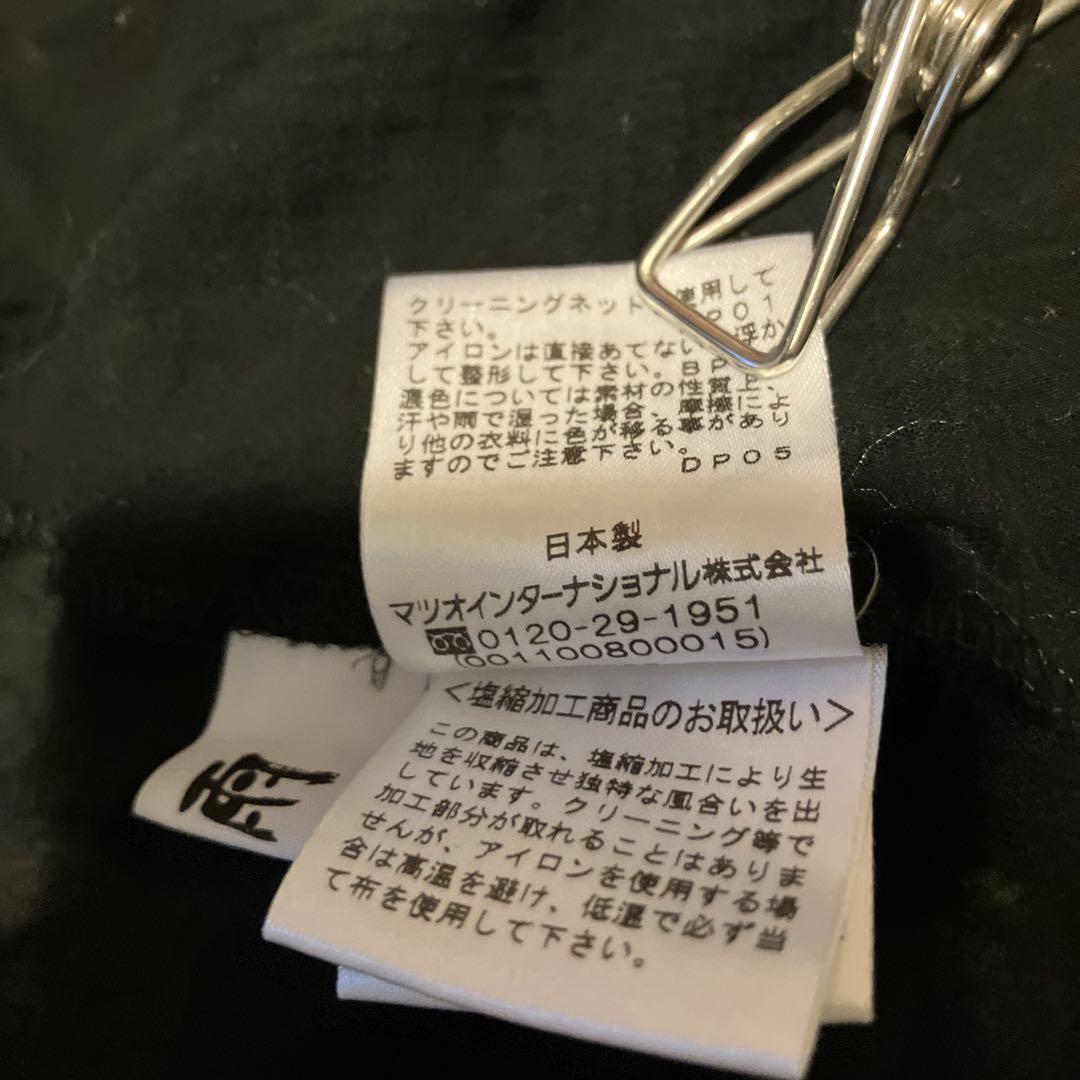 クリーニングネット 使用して
下さい。 P01
アイロンは直接あてない 浮か
して整形して下さい。BP
濃色については素材の性質上、
汗や雨で湿った場合、摩擦によ
り他の衣料に色が移る事があり
ますのでご注意下さい。
DP05
日本製
マツオインターナショナル株式会社
0120-29-1951
(001100800015)
<塩縮加工商品のお取扱い>
この商品は、塩縮加工により生
地を収縮させ独特な風合いを出
しています。クリーニング等で
加工部分が取れることはありま
せんが、アイロンを使用する場
合は高温を避け、低温で必ず当
て布を使用して下さい。